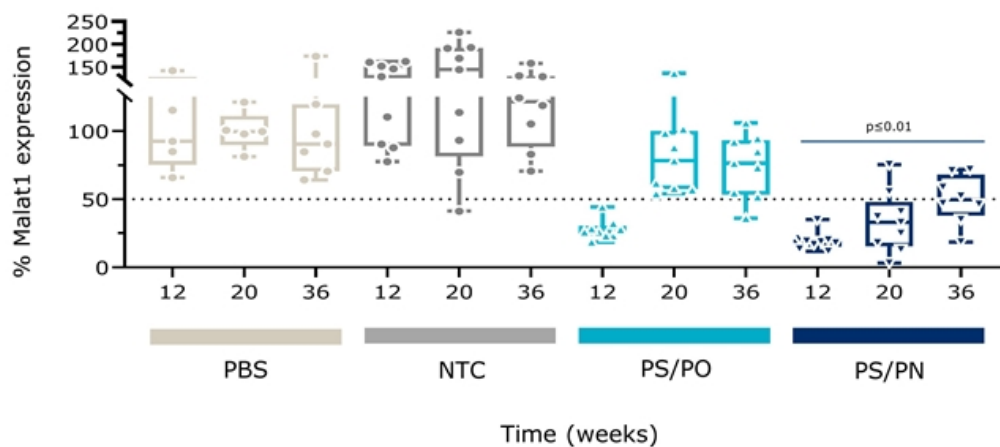 % Malat1 expression
250
200
150
100
50
0
p≤0.01
12 20 36 12 20 36 12 20 36 12 20 36
PBS NTC PS/PO PS/PN
Time (weeks)